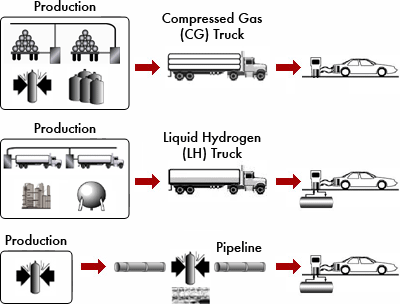 Production
Compressed Gas
(CG) Truck
Production
Liquid Hydrogen
(LH) Truck
Production
Pipeline